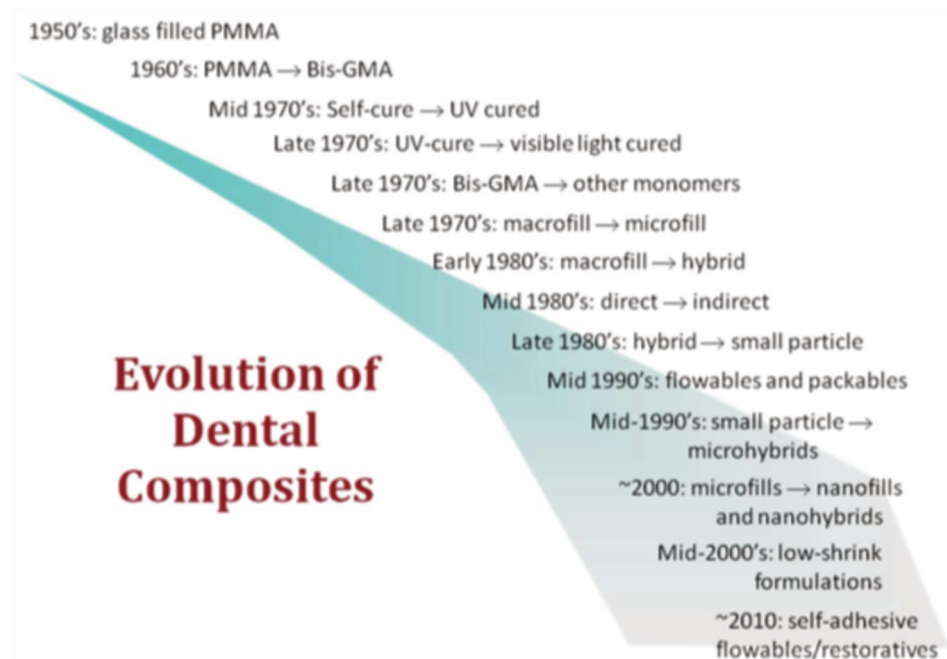 1950's: glass filled PMMA
1960's: PMMA → Bis-GMA
Mid 1970's: Self-cure → UV cured
Late 1970's: UV-cure → visible light cured
Late 1970's: Bis-GMA → other monomers
Late 1970's: macrofill → microfill
Early 1980's: macrofill → hybrid
Mid 1980's: direct → indirect
Late 1980's: hybrid → small particle
Mid 1990's: flowables and packables
Mid-1990's: small particle →
microhybrids
~2000: microfills → nanofills
and nanohybrids
Mid-2000's: low-shrink
formulations
~2010: self-adhesive
flowables/restoratives
Evolution of
Dental
Composites